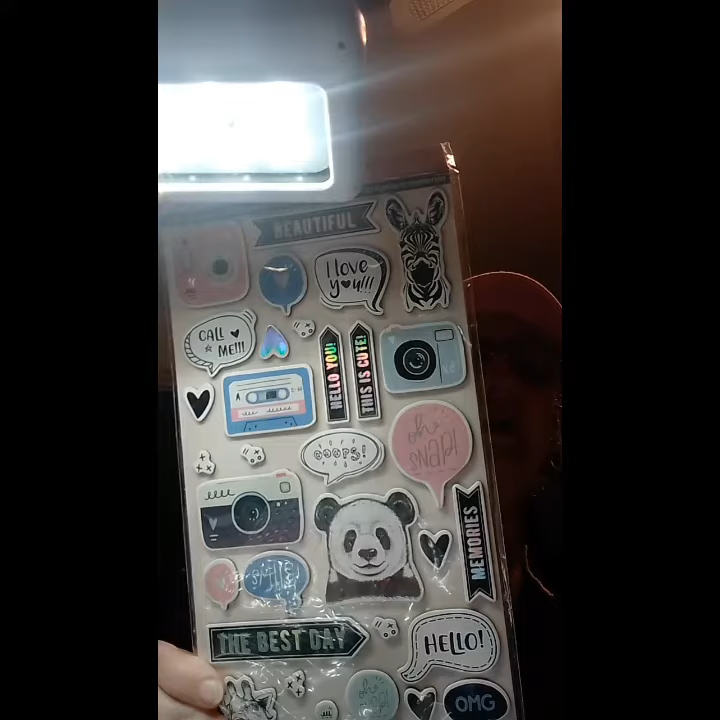 BEAUTIFUL
I love
you!!!
CALL
ME!!!
HELLO YOU!
THIS IS CUTE!
A
oh
SNAP!
OOOPS!
MEMORIES
SMILE
THE BEST DAY
HELLO!
OMG